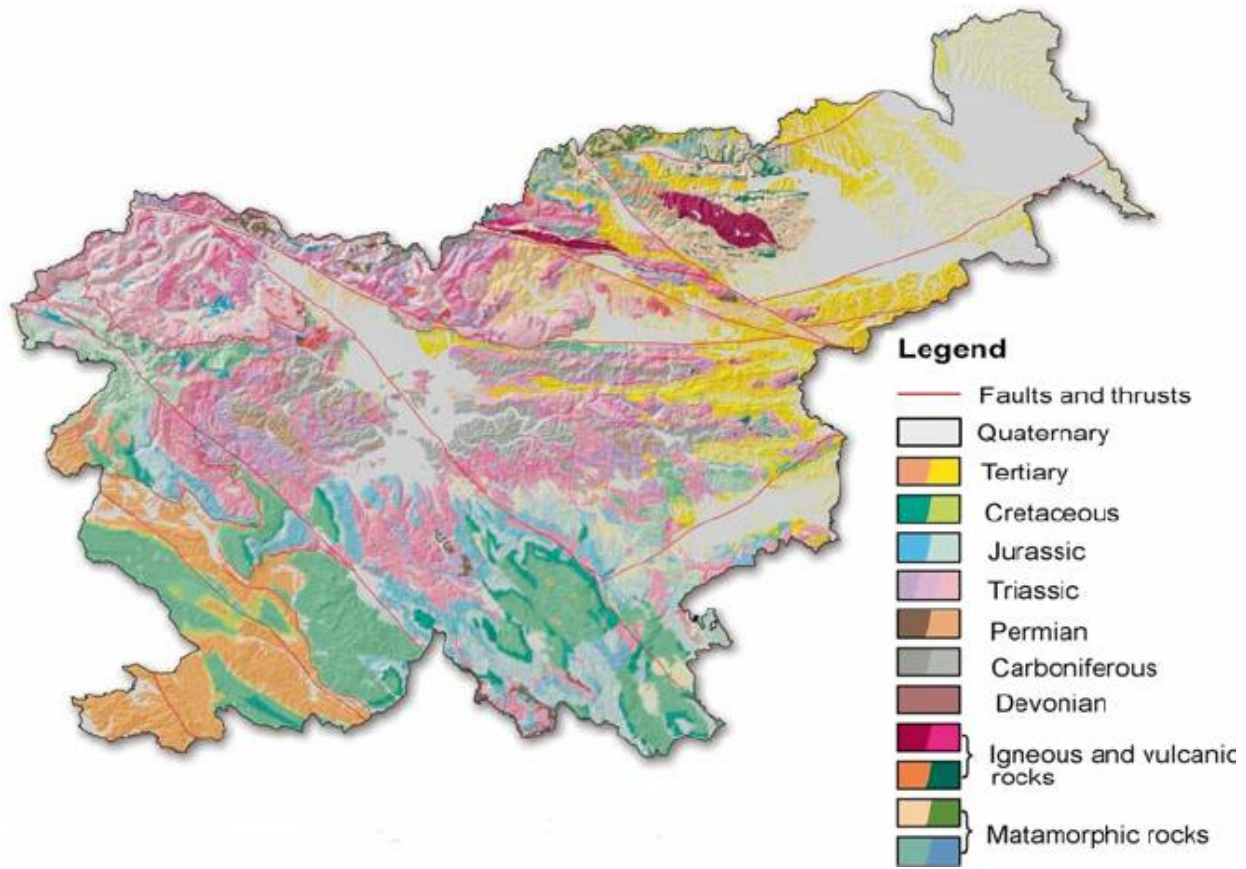 Legend
Faults and thrusts
Quaternary
Tertiary
Cretaceous
Jurassic
Triassic
Permian
Carboniferous
Devonian
Igneous and vulcanic
rocks
Matamorphic rocks